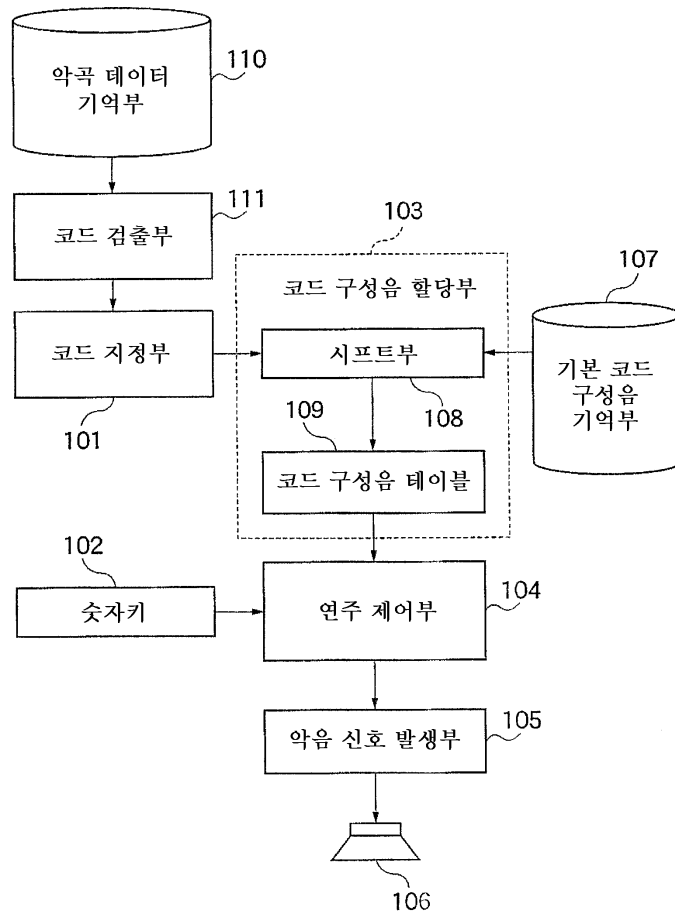 악곡 데이터
기억부
110
111
코드 검출부
103
107
코드 구성음 할당부
코드 지정부
시프트부
기본 코드
구성음
기억부
101
109
108
코드 구성음 테이블
102
숫자키
연주 제어부
104
악음 신호 발생부
105
106